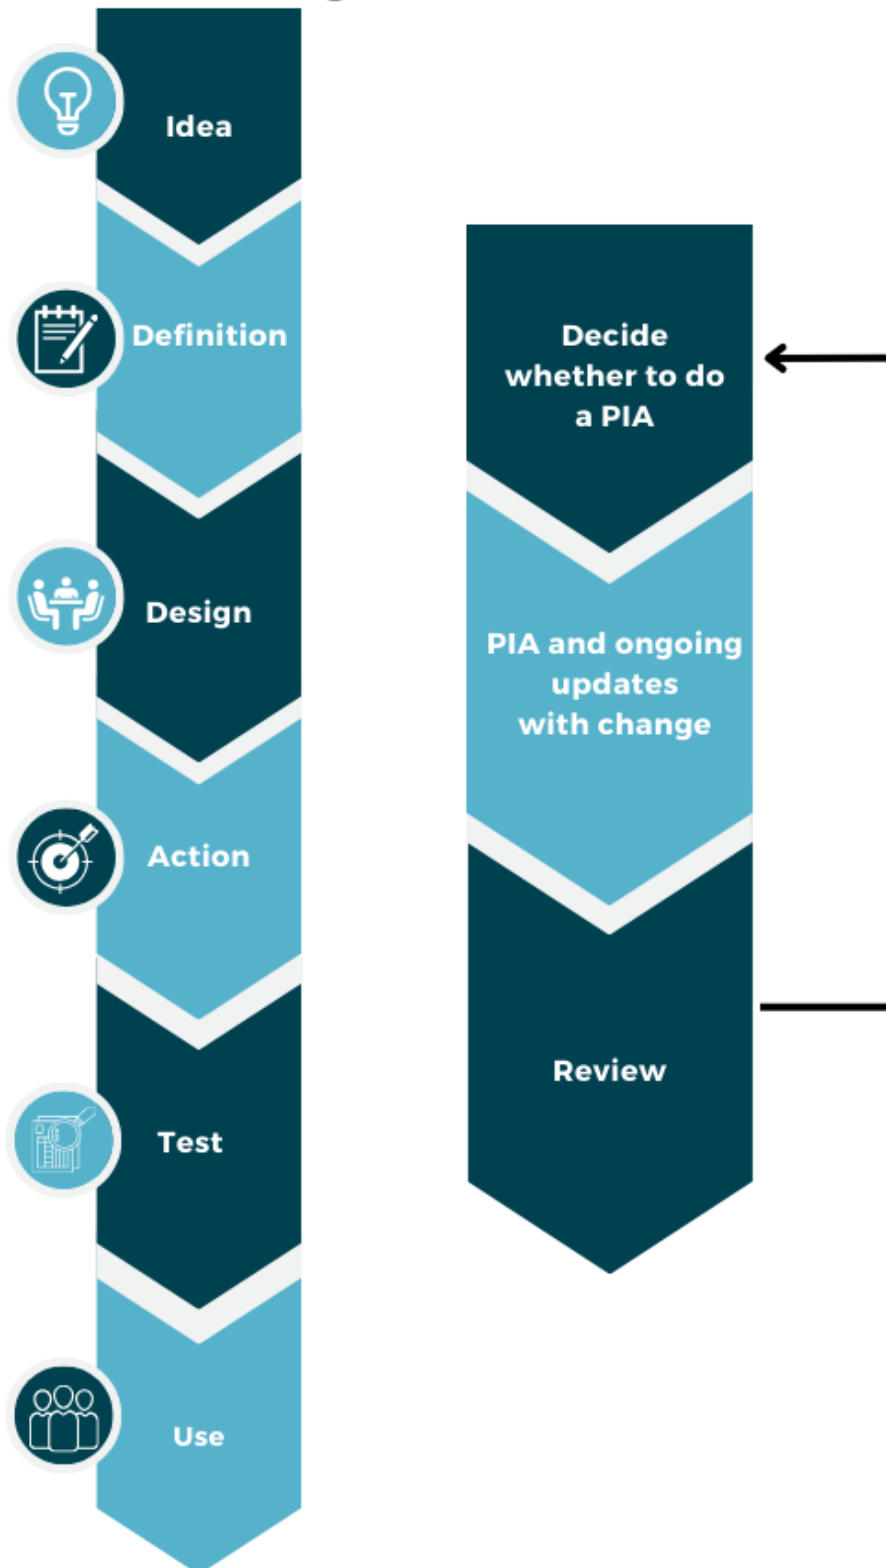 Idea
Definition
Design
Action
Test
Use
Decide
whether to do
a PIA
PIA and ongoing
updates
with change
Review